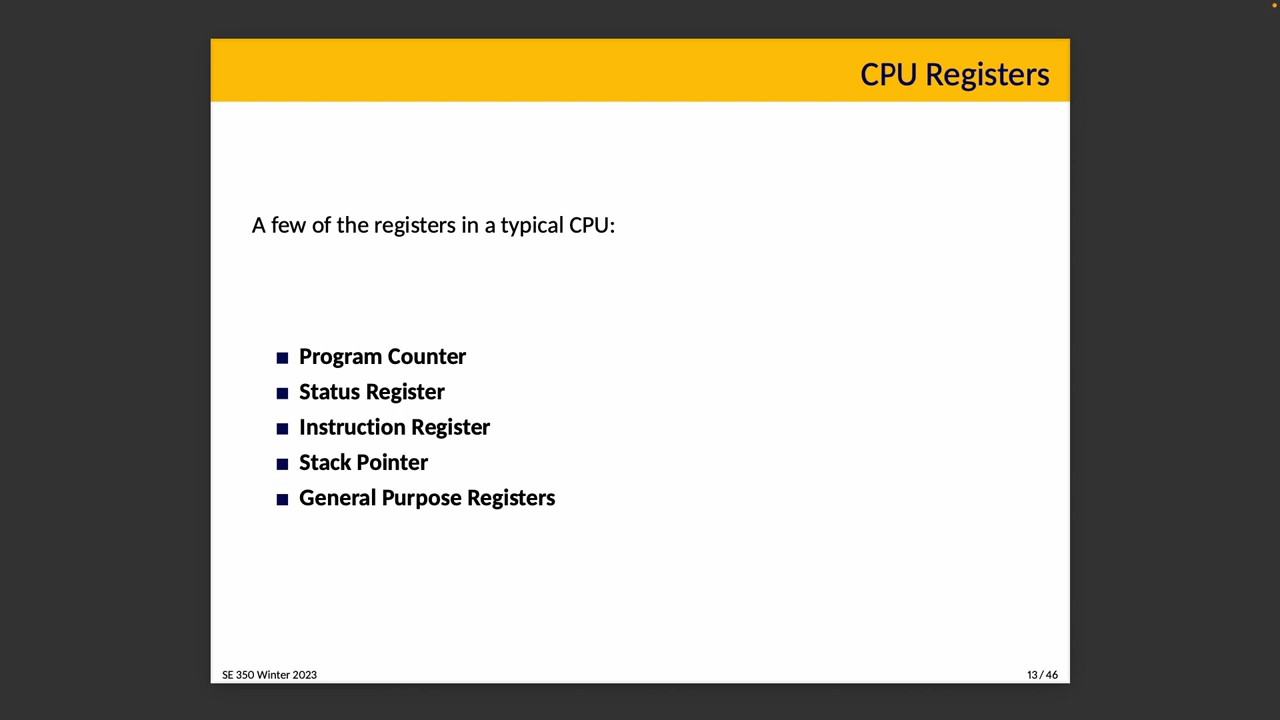 CPU Registers
A few of the registers in a typical CPU:
Program Counter
Status Register
Instruction Register
Stack Pointer
General Purpose Registers
SE 350 Winter 2023
13 / 46